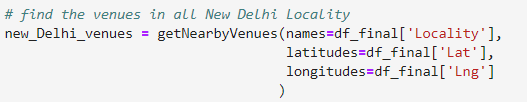 # find the venues in all New Delhi Locality
new_Delhi_venues = getNearbyVenues(names=df_final['Locality'],
latitudes=df_final['Lat'],
longitudes=df_final['Lng']
)